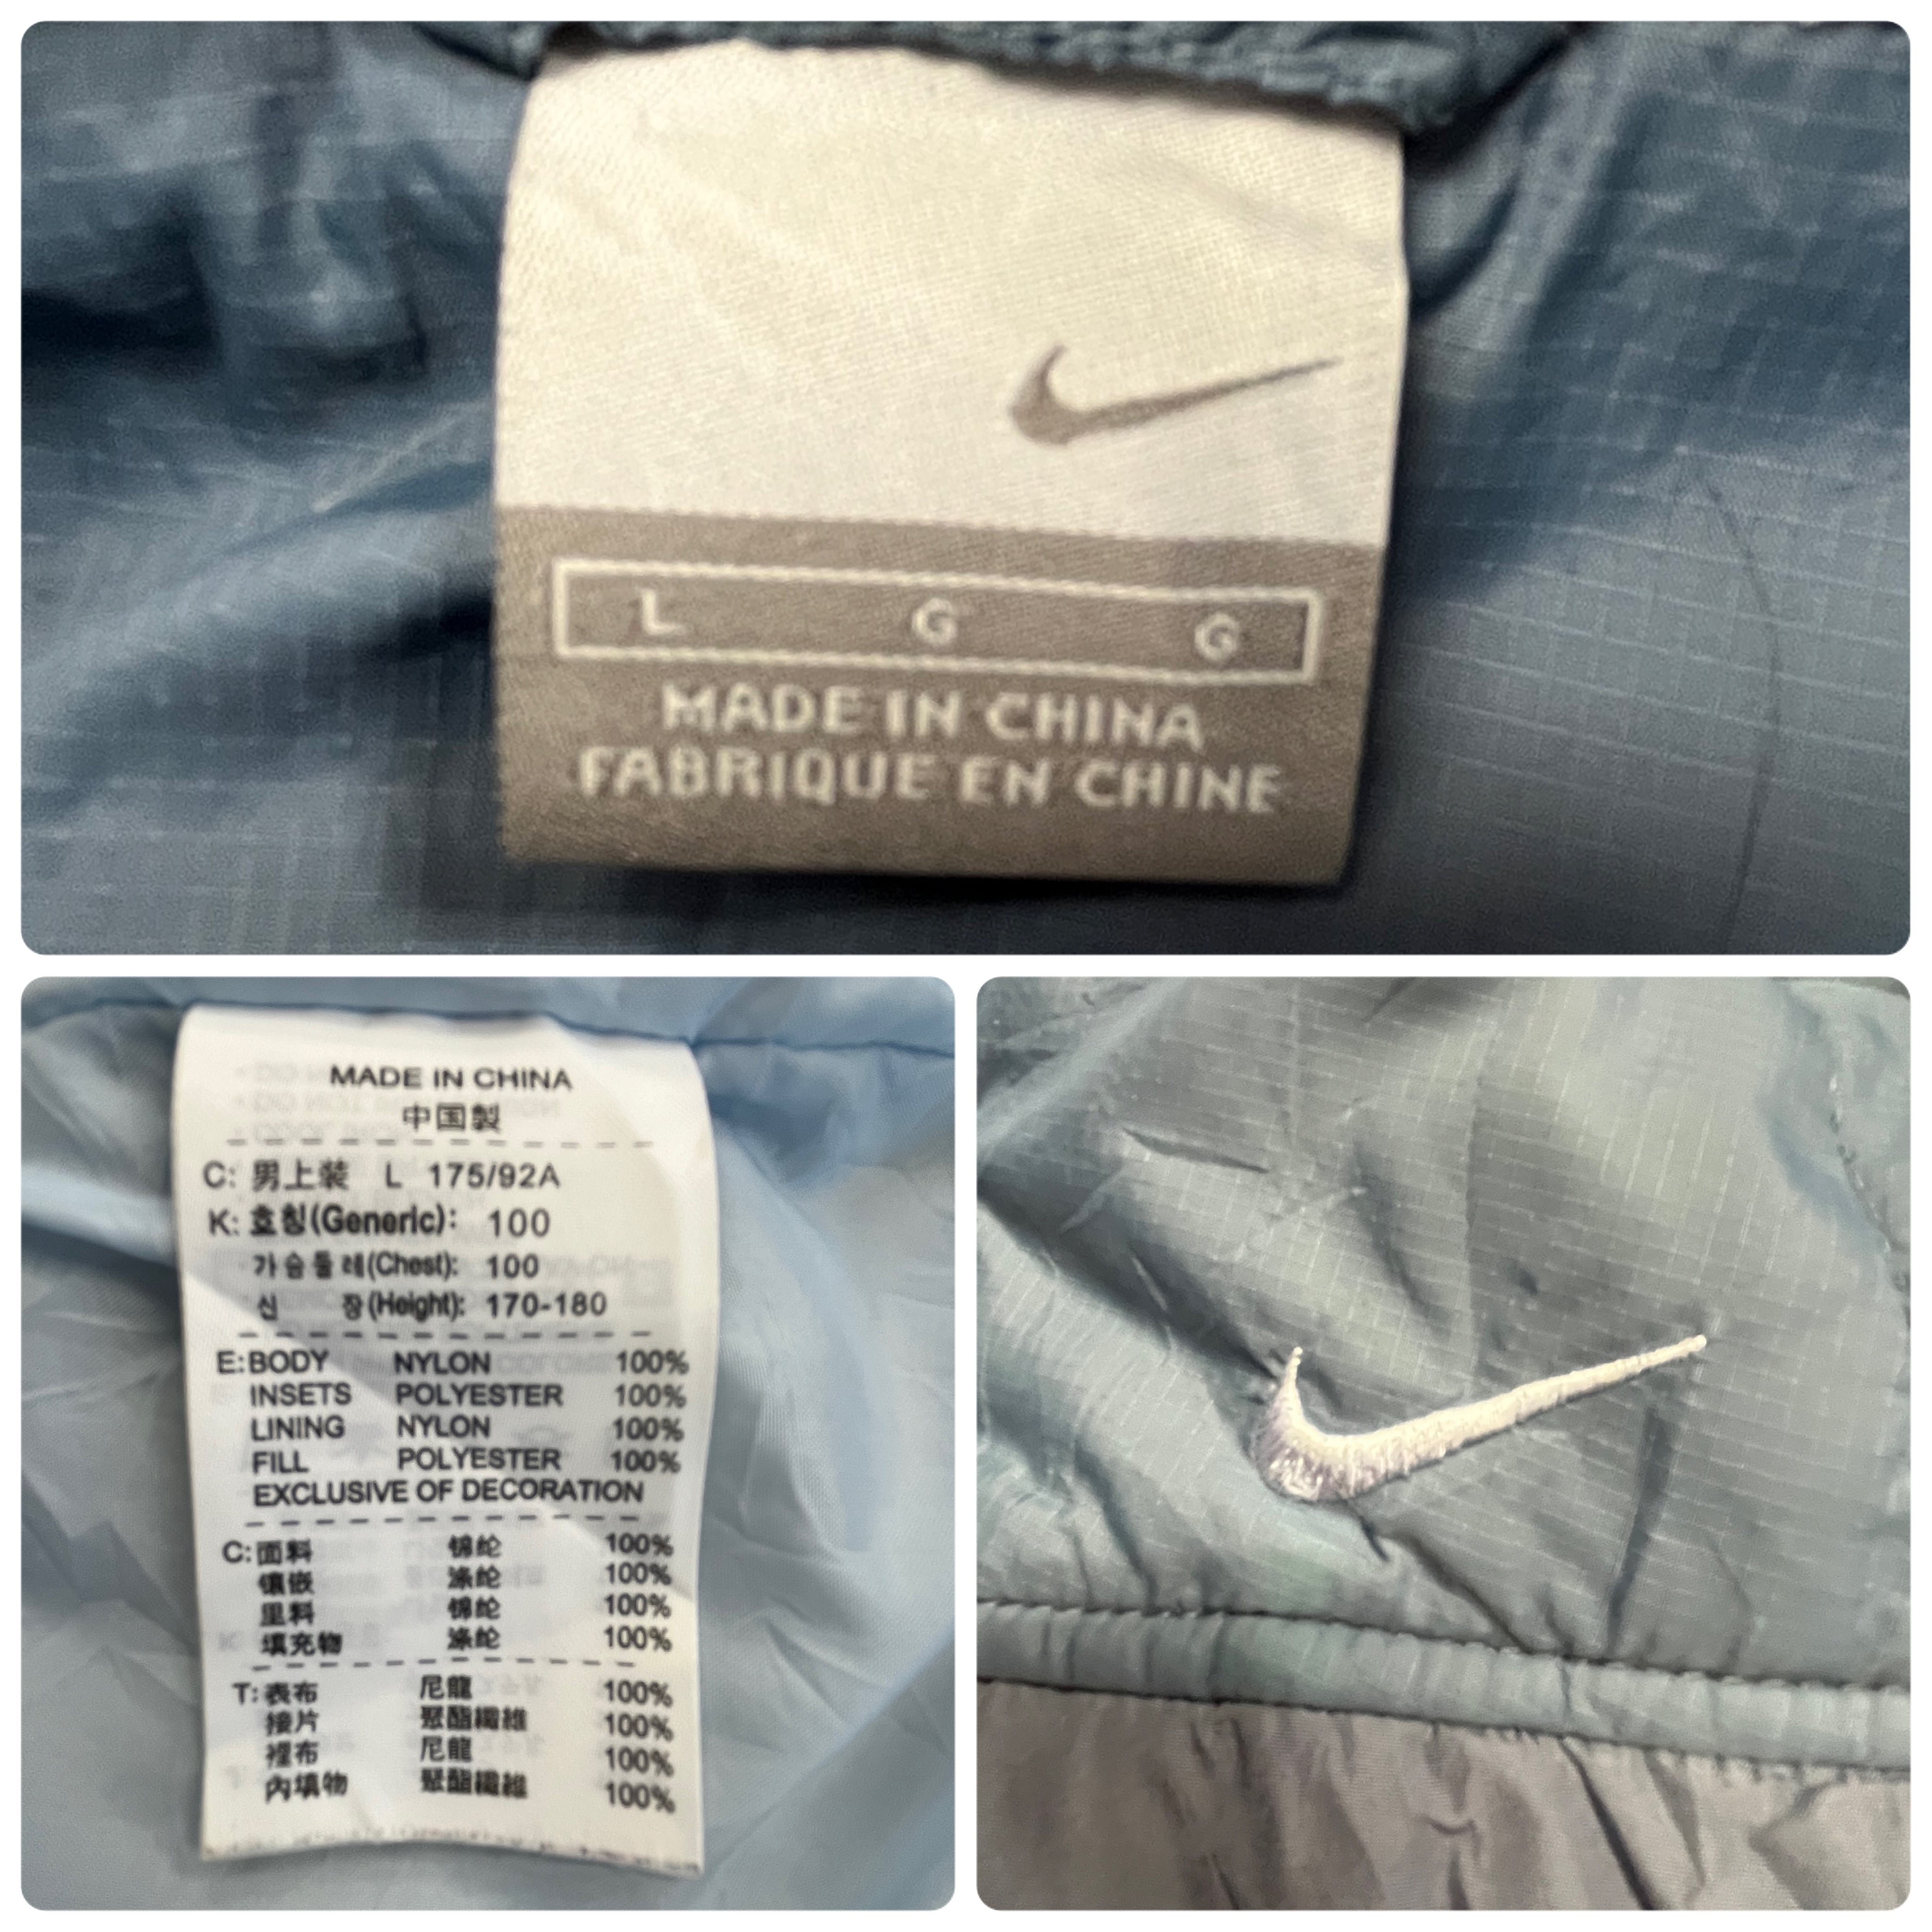 L G G
MADE IN CHINA
FABRIQUE EN CHINE
MADE IN CHINA
中国製
C: 男上装 L 175/92A
K: 호칭(Generic): 100
가슴둘레(Chest): 100
신 장(Height): 170-180
E: BODY NYLON 100%
INSETS POLYESTER 100%
LINING NYLON 100%
FILL POLYESTER 100%
EXCLUSIVE OF DECORATION
C: 面料 锦纶 100%
镶嵌 涤纶 100%
里料 锦纶 100%
填充物 涤纶 100%
T: 表布 尼龍 100%
接片 聚酯纖維 100%
裡布 尼龍 100%
內填物 聚酯纖維 100%